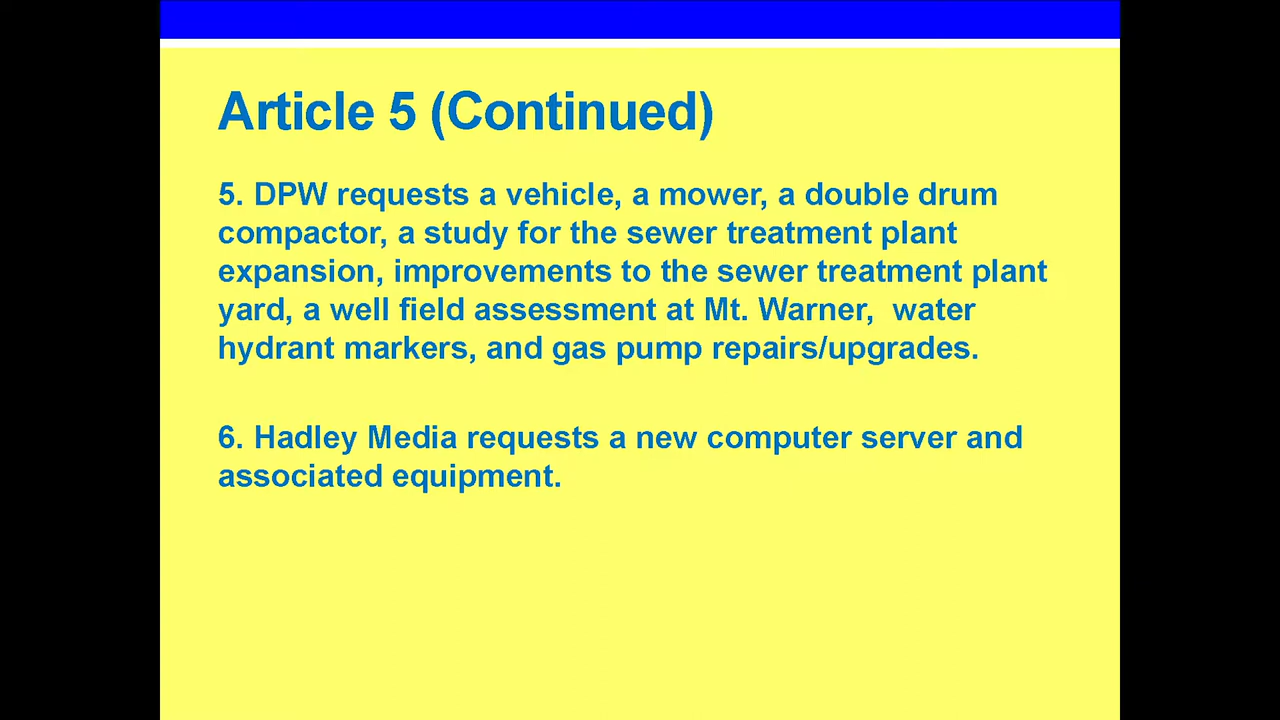 Article 5 (Continued)
5. DPW requests a vehicle, a mower, a double drum
compactor, a study for the sewer treatment plant
expansion, improvements to the sewer treatment plant
yard, a well field assessment at Mt. Warner,  water
hydrant markers, and gas pump repairs/upgrades.
6. Hadley Media requests a new computer server and
associated equipment.